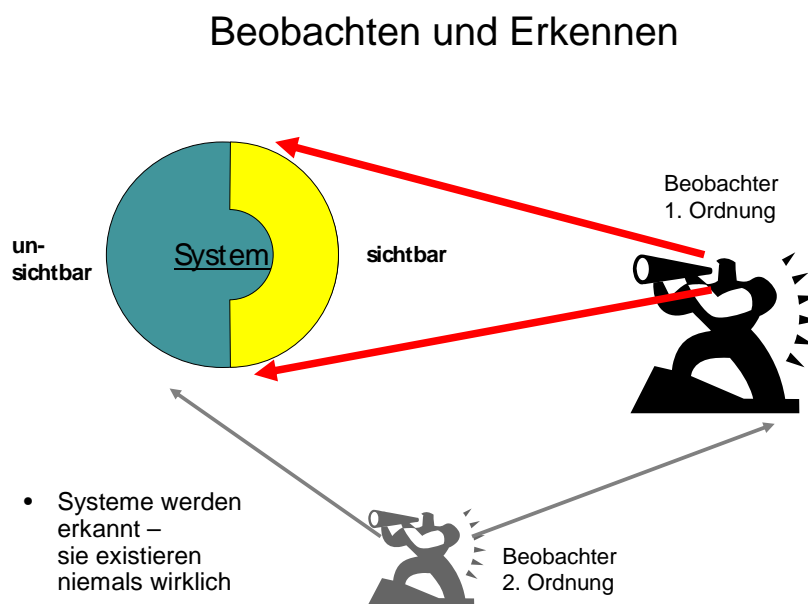 Beobachten und Erkennen
Beobachter
1. Ordnung
un-
sichtbar
System
sichtbar
• Systeme werden
erkannt –
sie existieren
niemals wirklich
Beobachter
2. Ordnung